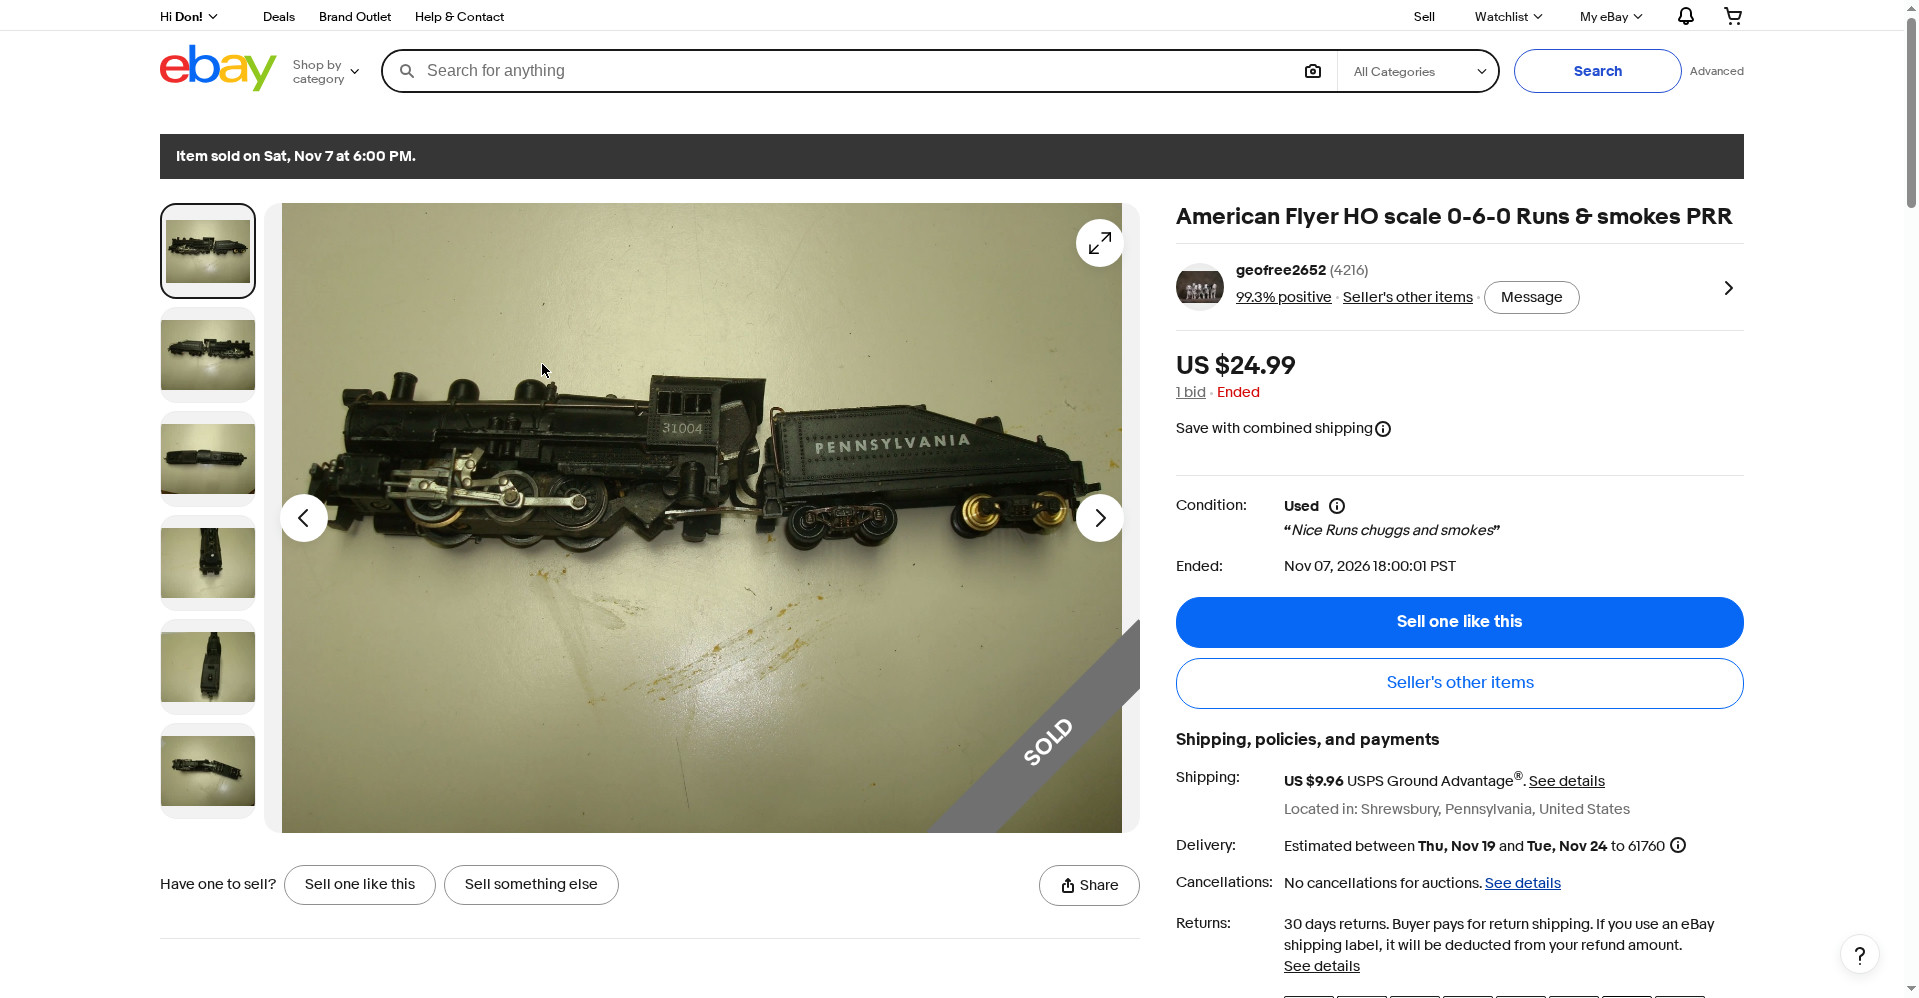 Hi Don!
Deals
Brand Outlet
Help & Contact
Sell
Watchlist
My eBay
ebay
Shop by
category
Search for anything
All Categories
Search
Advanced
Item sold on Sat, Nov 7 at 6:00 PM.
31004
PENNSYLVANIA
SOLD
Have one to sell?
Sell one like this
Sell something else
Share
American Flyer HO scale 0-6-0 Runs & smokes PRR
geofree2652 (4216)
99.3% positive · Seller's other items · Message
US $24.99
1 bid · Ended
Save with combined shipping
Condition:
Used
“Nice Runs chuggs and smokes”
Ended:
Nov 07, 2026 18:00:01 PST
Sell one like this
Seller's other items
Shipping, policies, and payments
Shipping:
US $9.96 USPS Ground Advantage®. See details
Located in: Shrewsbury, Pennsylvania, United States
Delivery:
Estimated between Thu, Nov 19 and Tue, Nov 24 to 61760
Cancellations:
No cancellations for auctions. See details
Returns:
30 days returns. Buyer pays for return shipping. If you use an eBay
shipping label, it will be deducted from your refund amount.
See details
?